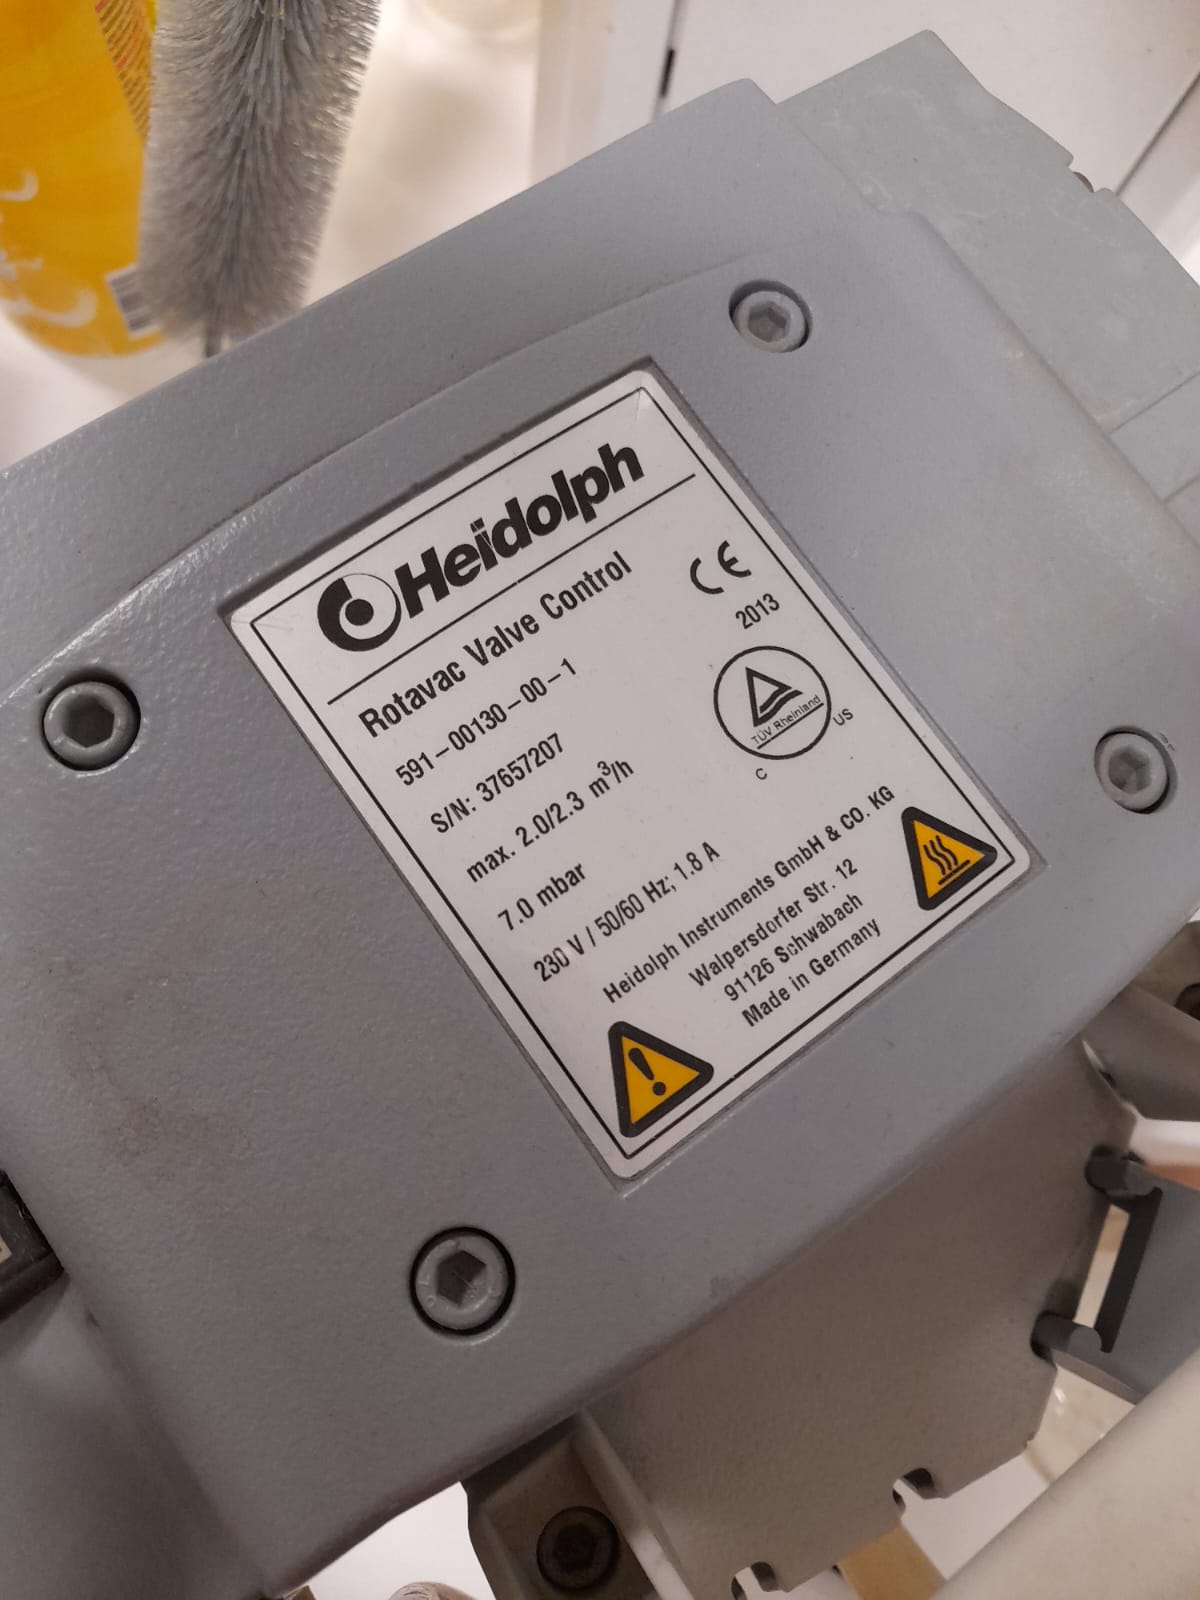 Heidolph
Rotavac Valve Control
591-00130-00-1
CE
2013
S/N: 37657207
max. 2.0/2.3 m³/h
TÜV Rheinland
C US
7.0 mbar
230 V / 50/60 Hz; 1.8 A
Heidolph Instruments GmbH & CO. KG
Walpersdorfer Str. 12
91126 Schwabach
Made in Germany